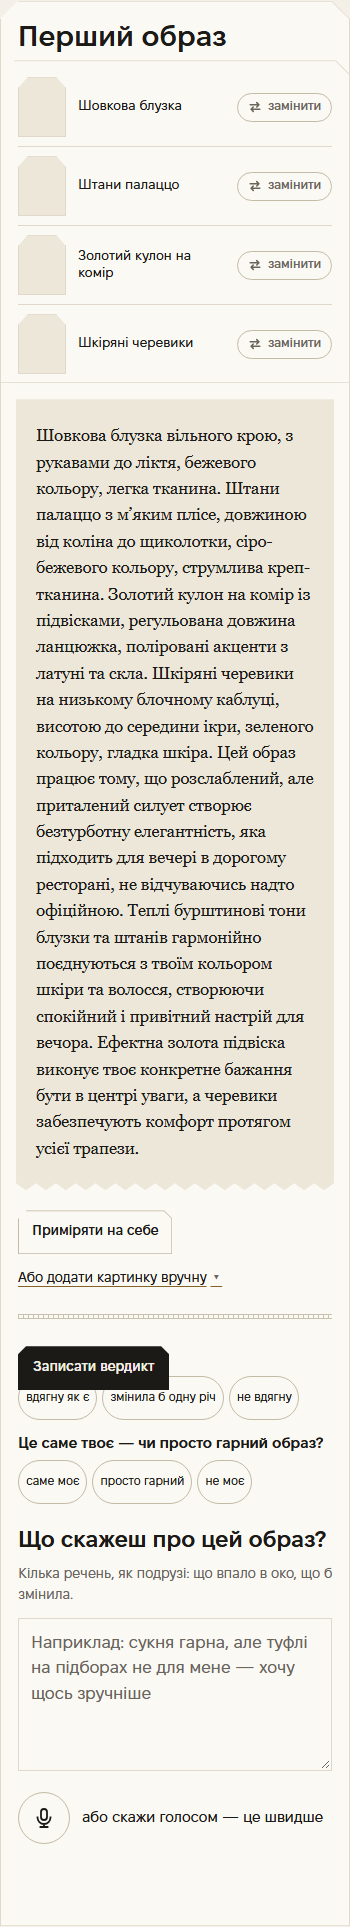 Перший образ
Шовкова блузка
⇄ замінити
Штани палаццо
⇄ замінити
Золотий кулон на
комір
⇄ замінити
Шкіряні черевики
⇄ замінити
Шовкова блузка вільного крою, з
рукавами до ліктя, бежевого
кольору, легка тканина. Штани
палаццо з м’яким плісе, довжиною
від коліна до щиколотки, сіро-
бежевого кольору, струмлива креп-
тканина. Золотий кулон на комір із
підвісками, регульована довжина
ланцюжка, поліровані акценти з
латуні та скла. Шкіряні черевики
на низькому блочному каблуці,
висотою до середини ікри, зеленого
кольору, гладка шкіра. Цей образ
працює тому, що розслаблений, але
приталений силует створює
безтурботну елегантність, яка
підходить для вечері в дорогому
ресторані, не відчуваючись надто
офіційною. Теплі бурштинові тони
блузки та штанів гармонійно
поєднуються з твоїм кольором
шкіри та волосся, створюючи
спокійний і привітний настрій для
вечора. Ефектна золота підвіска
виконує твоє конкретне бажання
бути в центрі уваги, а черевики
забезпечують комфорт протягом
усієї трапези.
Приміряти на себе
Або додати картинку вручну ▾
Записати вердикт
вдягну як є
змінила б одну річ
не вдягну
Це саме твоє — чи просто гарний образ?
саме моє
просто гарний
не моє
Що скажеш про цей образ?
Кілька речень, як подрузі: що впало в око, що б
змінила.
Наприклад: сукня гарна, але туфлі
на підборах не для мене — хочу
щось зручніше
або скажи голосом — це швидше